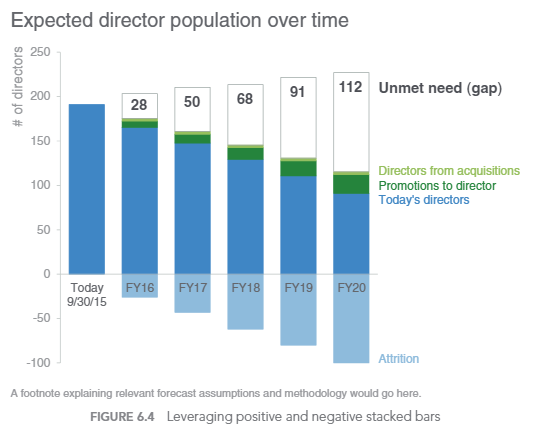 Expected director population over time
# of directors
250
200
150
100
50
0
-50
-100
28
50
68
91
112
Unmet need (gap)
Directors from acquisitions
Promotions to director
Today's directors
Today
9/30/15
FY16
FY17
FY18
FY19
FY20
Attrition
A footnote explaining relevant forecast assumptions and methodology would go here.
FIGURE 6.4 Leveraging positive and negative stacked bars